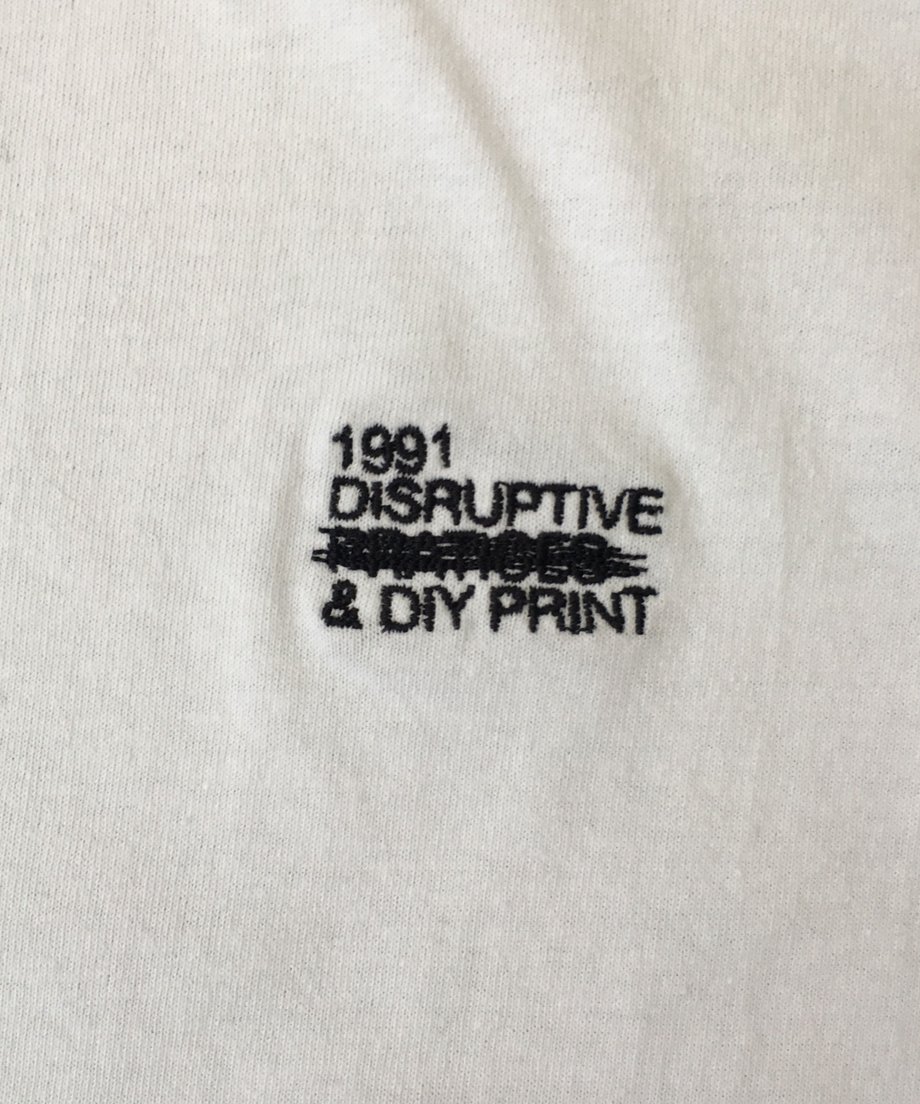 1991
DISRUPTIVE
& DIY PRINT